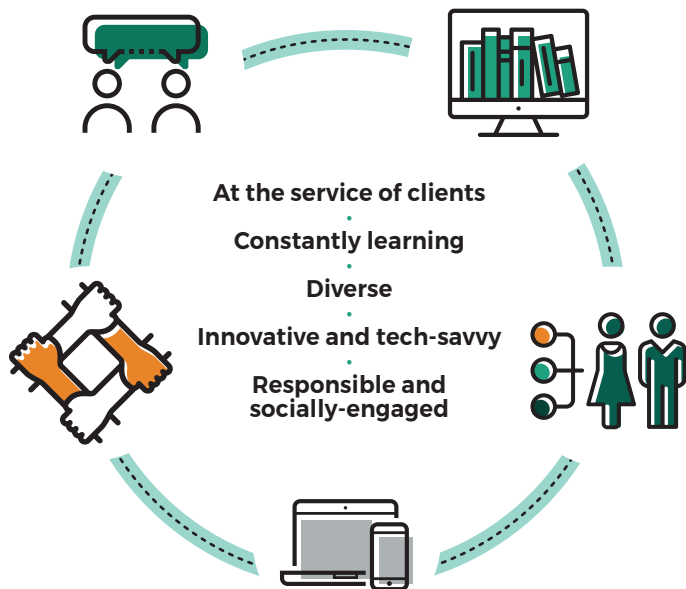 At the service of clients
Constantly learning
Diverse
Innovative and tech-savvy
Responsible and
socially-engaged